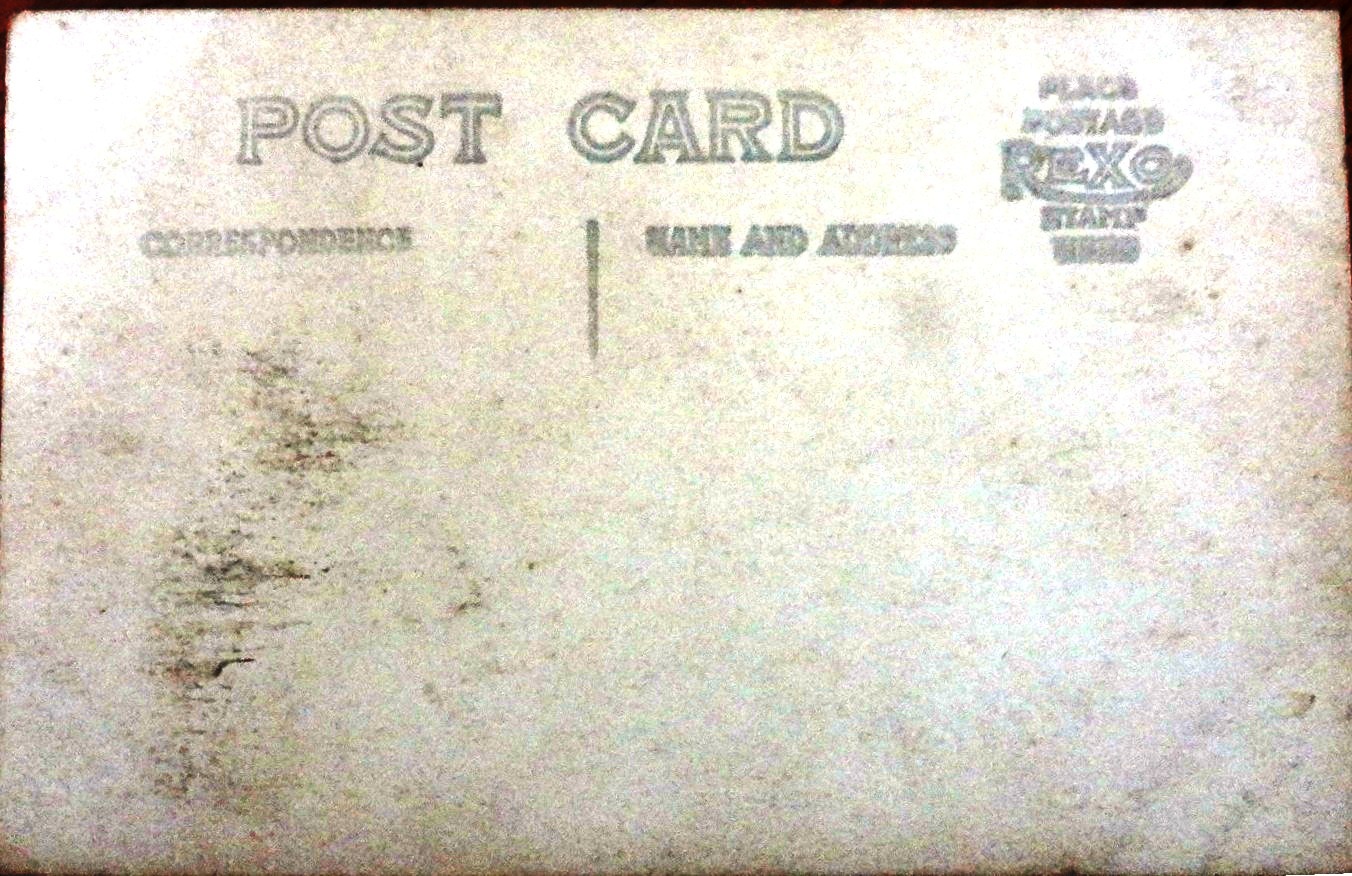 POST CARD
CORRESPONDENCE
NAME AND ADDRESS
PLACE
POSTAGE
REXO
STAMP
HERE